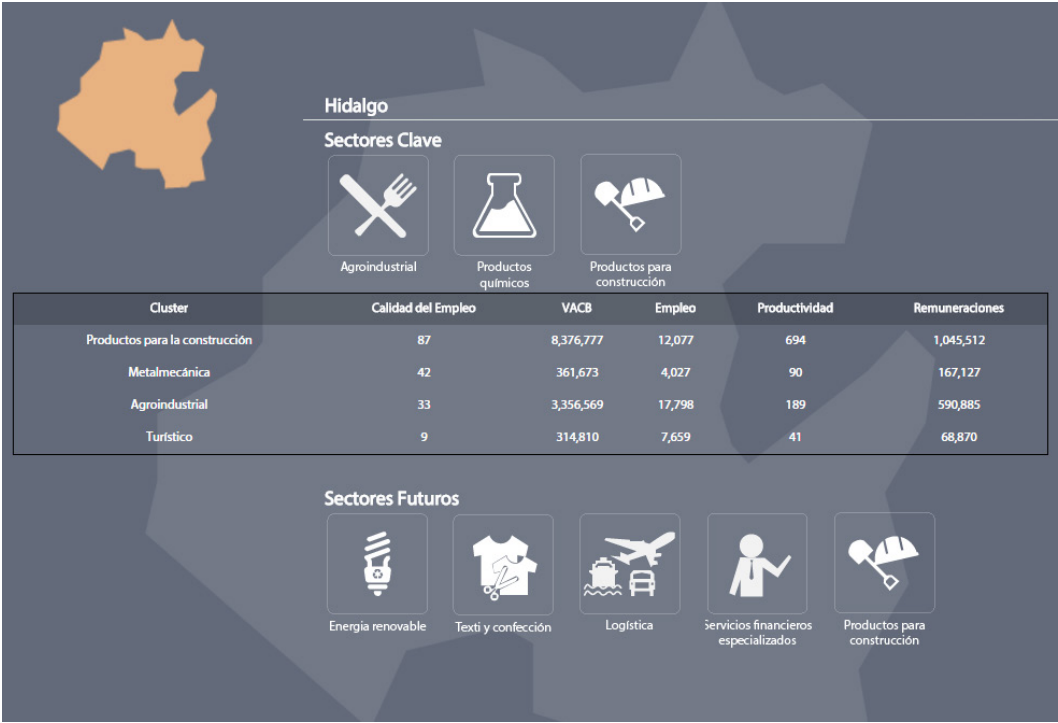 Hidalgo
Sectores Clave
Agroindustrial
Productos
químicos
Productos para
construcción
Cluster Calidad del Empleo VACB Empleo Productividad Remuneraciones
Productos para la construcción 87 8,376,777 12,077 694 1,045,512
Metalmecánica 42 361,673 4,027 90 167,127
Agroindustrial 33 3,356,569 17,798 189 590,885
Turístico 9 314,810 7,659 41 68,870
Sectores Futuros
Energia renovable
Texti y confección
Logística
Servicios financieros
especializados
Productos para
construcción